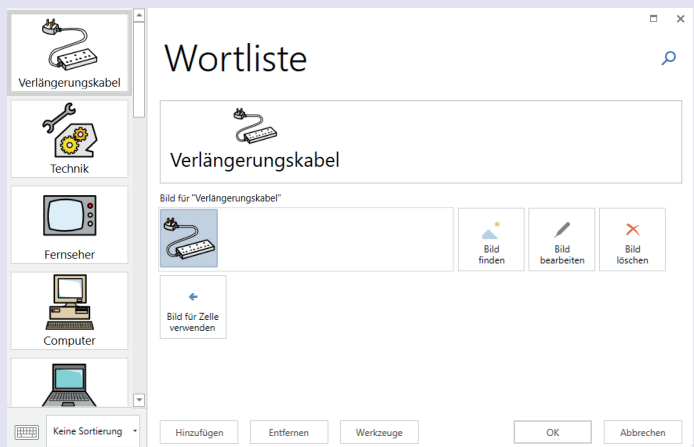 Verlängerungskabel
Technik
Fernseher
Computer
Keine Sortierung
Wortliste
Verlängerungskabel
Bild für "Verlängerungskabel"
Bild
finden
Bild
bearbeiten
Bild
löschen
Bild für Zelle
verwenden
Hinzufügen
Entfernen
Werkzeuge
OK
Abbrechen